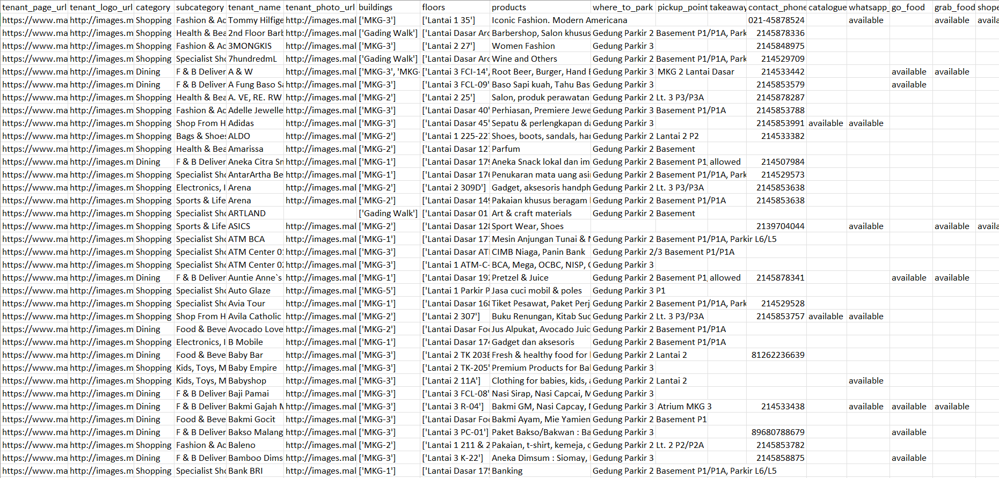 tenant_page_url tenant_logo_url category subcategory tenant_name tenant_photo_url buildings floors products where_to_park pickup_point takeaway contact_phone catalogue whatsapp_ go_food grab_food shope
https://www.ma http://images.m Shopping Fashion & Ac Tommy Hilfige http://images.mal ['MKG-3'] ['Lantai 1 35'] Iconic Fashion. Modern Americana 021-45878524 available available availa
https://www.ma http://images.m Shopping Health & Bea 2nd Floor Barb http://images.mal ['Gading Walk'] ['Lantai Dasar Arc Barbershop, Salon khusus Gedung Parkir 2 Basement P1/P1A, Park 2145878336
https://www.ma http://images.m Shopping Fashion & Ac 3MONGKIS http://images.mal ['MKG-3'] ['Lantai 2 27'] Women Fashion Gedung Parkir 3 2145848975
https://www.ma http://images.m Shopping Specialist Sho 7hundredmL http://images.mal ['Gading Walk'] ['Lantai Dasar Arc Wine and Others Gedung Parkir 2 Basement P1/P1A, Park 214529709
https://www.ma http://images.m Dining F & B Deliver A & W http://images.mal ['MKG-3', 'MKG- ['Lantai 3 FCI-14', Root Beer, Burger, Hand B Gedung Parkir 3 MKG 2 Lantai Dasar 214533442 available available
https://www.ma http://images.m Dining F & B Deliver A Fung Baso Sa http://images.mal ['MKG-3'] ['Lantai 3 FCL-09' Baso Sapi kuah, Tahu Bas Gedung Parkir 3 2145853579 available
https://www.ma http://images.m Shopping Health & Bea A. VE, RE. RW http://images.mal ['MKG-2'] ['Lantai 2 25'] Salon, produk perawatan Gedung Parkir 2 Lt. 3 P3/P3A 2145878287
https://www.ma http://images.m Shopping Fashion & Ac Adelle Jewelle http://images.mal ['MKG-3'] ['Lantai Dasar 40' Perhiasan, Premiere Jewe Gedung Parkir 3 Basement P1/P1A 2145853788
https://www.ma http://images.m Shopping Shop From H Adidas http://images.mal ['MKG-3'] ['Lantai Dasar 45' Sepatu & perlengkapan da Gedung Parkir 3 2145853991 available available
https://www.ma http://images.m Shopping Bags & Shoes ALDO http://images.mal ['MKG-2'] ['Lantai 1 225-227 Shoes, boots, sandals, han Gedung Parkir 2 Lantai 2 P2 214533382
https://www.ma http://images.m Shopping Health & Bea Amarissa http://images.mal ['MKG-2'] ['Lantai Dasar 127 Parfum Gedung Parkir 2 Basement
https://www.ma http://images.m Dining F & B Deliver Aneka Citra Sn http://images.mal ['MKG-1'] ['Lantai Dasar 179 Aneka Snack lokal dan im Gedung Parkir 2 Basement P1 allowed 214507984
https://www.ma http://images.m Shopping Specialist Sho AntarArtha Be http://images.mal ['MKG-1'] ['Lantai Dasar 176 Penukaran mata uang asin Gedung Parkir 2 Basement P1/P1A, Park 214529573
https://www.ma http://images.m Shopping Electronics, I Arena http://images.mal ['MKG-2'] ['Lantai 2 309D'] Gadget, aksesoris handph Gedung Parkir 2 Lt. 3 P3/P3A 2145853638
https://www.ma http://images.m Shopping Sports & Life Arena http://images.mal ['MKG-2'] ['Lantai Dasar 149 Pakaian khusus beragam Gedung Parkir 2 Basement P1/P1A 2145853638
https://www.ma http://images.m Shopping Specialist Sho ARTLAND ['Gading Walk'] ['Lantai Dasar 01 Art & craft materials Gedung Parkir 2 Basement
https://www.ma http://images.m Shopping Sports & Life ASICS http://images.mal ['MKG-2'] ['Lantai Dasar 128 Sport Wear, Shoes 2139704044 available available availa
https://www.ma http://images.m Shopping Specialist Sho ATM BCA http://images.mal ['MKG-1'] ['Lantai Dasar 177 Mesin Anjungan Tunai & M Gedung Parkir 2 Basement P1/P1A, Parkir L6/L5
https://www.ma http://images.m Shopping Specialist Sho ATM Center 01 http://images.mal ['MKG-3'] ['Lantai Dasar ATI CIMB Niaga, Panin Bank Gedung Parkir 2/3 Basement P1/P1A
https://www.ma http://images.m Shopping Specialist Sho ATM Center 02 http://images.mal ['MKG-3'] ['Lantai 1 ATM-C- BCA, Mega, OCBC, NISP, C Gedung Parkir 3
https://www.ma http://images.m Dining F & B Deliver Auntie Anne`s http://images.mal ['MKG-1'] ['Lantai Dasar 192 Pretzel & Juice Gedung Parkir 2 Basement P1 allowed 2145878341 available available
https://www.ma http://images.m Shopping Specialist Sho Auto Glaze http://images.mal ['MKG-5'] ['Lantai 1 Parkir P Jasa cuci mobil & poles Gedung Parkir 3 P1
https://www.ma http://images.m Shopping Specialist Sho Avia Tour http://images.mal ['MKG-1'] ['Lantai Dasar 168 Tiket Pesawat, Paket Perj Gedung Parkir 2 Basement P1/P1A, Park 214529528
https://www.ma http://images.m Shopping Shop From H Avila Catholic http://images.mal ['MKG-2'] ['Lantai 2 307'] Buku Renungan, Kitab Suc Gedung Parkir 2 Lt. 3 P3/P3A 2145853757 available available
https://www.ma http://images.m Dining Food & Beve Avocado Love http://images.mal ['MKG-2'] ['Lantai Dasar Foo Jus Alpukat, Avocado Juic Gedung Parkir 2 Basement P1/P1A
https://www.ma http://images.m Shopping Electronics, I B Mobile http://images.mal ['MKG-1'] ['Lantai Dasar 174 Gadget dan aksesoris Gedung Parkir 2 Basement P1/P1A
https://www.ma http://images.m Dining Food & Beve Baby Bar http://images.mal ['MKG-3'] ['Lantai 2 TK 203B Fresh & healthy food for Gedung Parkir 2 Lantai 2 81262236639
https://www.ma http://images.m Shopping Kids, Toys, M Baby Empire http://images.mal ['MKG-3'] ['Lantai 2 TK-205' Premium Products for Bal Gedung Parkir 3
https://www.ma http://images.m Shopping Kids, Toys, M Babyshop http://images.mal ['MKG-3'] ['Lantai 2 11A'] Clothing for babies, kids, a Gedung Parkir 2 Lantai 2 available
https://www.ma http://images.m Dining F & B Deliver Baji Pamai http://images.mal ['MKG-3'] ['Lantai 3 FCL-08' Nasi Sirap, Nasi Capcai, M Gedung Parkir 3
https://www.ma http://images.m Dining F & B Deliver Bakmi Gajah M http://images.mal ['MKG-3'] ['Lantai 3 R-04'] Bakmi GM, Nasi Capcay, M Gedung Parkir 3 Atrium MKG 3 214533438 available available available
https://www.ma http://images.m Dining Food & Beve Bakmi Gocit http://images.mal ['MKG-3'] ['Lantai Dasar Foo Bakmi Ayam, Mie Yamien Gedung Parkir 2 Basement P1
https://www.ma http://images.m Dining F & B Deliver Bakso Malang http://images.mal ['MKG-3'] ['Lantai 3 PC-01'] Paket Bakso/Bakwan : Ba Gedung Parkir 3 89680788679 available
https://www.ma http://images.m Shopping Fashion & Ac Baleno http://images.mal ['MKG-2'] ['Lantai 1 211 & 2 Pakaian, t-shirt, kemeja, c Gedung Parkir 2 Lt. 2 P2/P2A 2145853782
https://www.ma http://images.m Dining F & B Deliver Bamboo Dims http://images.mal ['MKG-3'] ['Lantai 3 K-22'] Aneka Dimsum : Siomay, Gedung Parkir 3 2145858875 available
https://www.ma http://images.m Shopping Specialist Sho Bank BRI http://images.mal ['MKG-1'] ['Lantai Dasar 175 Banking Gedung Parkir 2 Basement P1/P1A, Parkir L6/L5